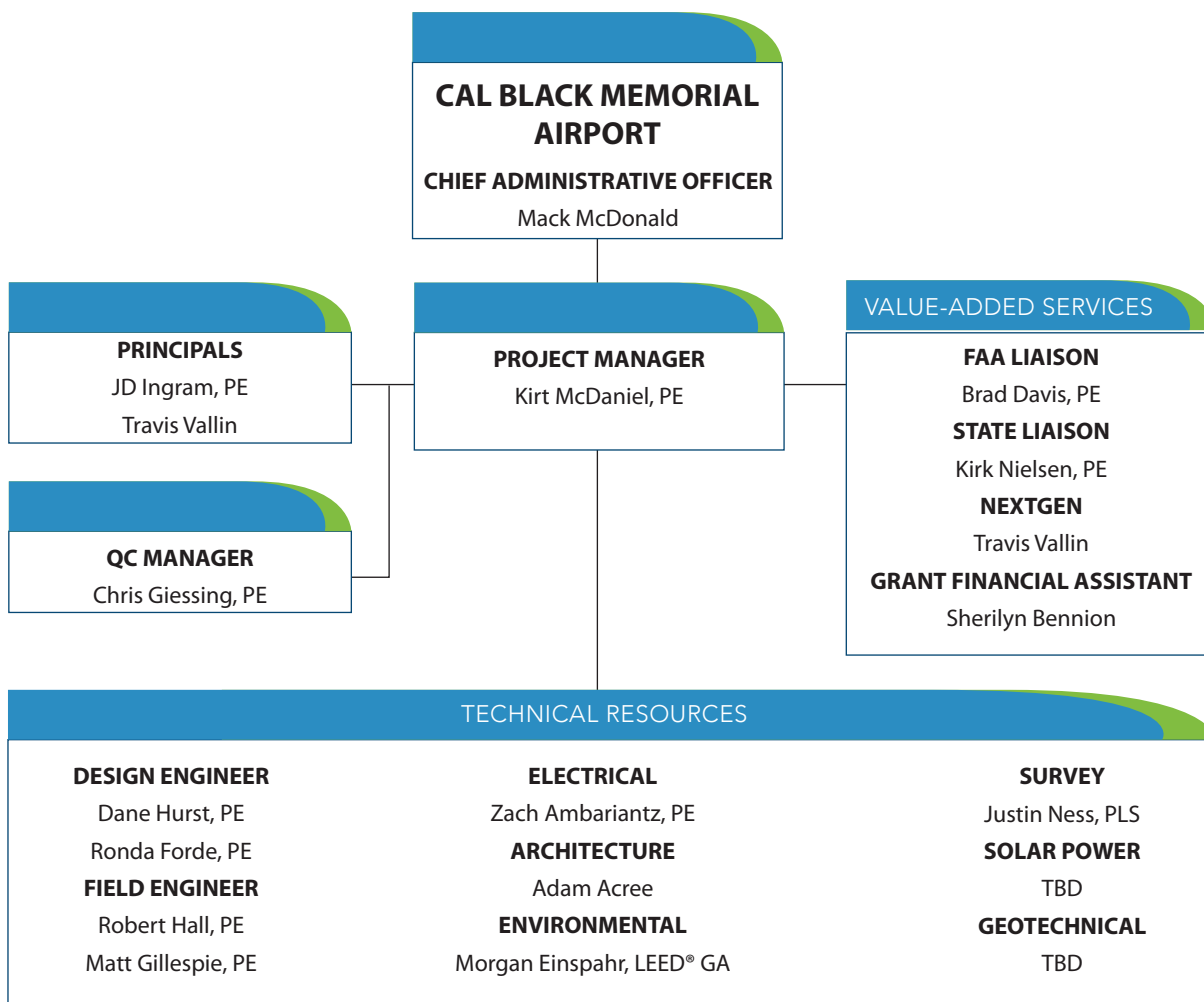 CAL BLACK MEMORIAL
AIRPORT
CHIEF ADMINISTRATIVE OFFICER
Mack McDonald
PRINCIPALS
JD Ingram, PE
Travis Vallin
QC MANAGER
Chris Giessing, PE
PROJECT MANAGER
Kirt McDaniel, PE
VALUE-ADDED SERVICES
FAA LIAISON
Brad Davis, PE
STATE LIAISON
Kirk Nielsen, PE
NEXTGEN
Travis Vallin
GRANT FINANCIAL ASSISTANT
Sherilyn Bennion
TECHNICAL RESOURCES
DESIGN ENGINEER
Dane Hurst, PE
Ronda Forde, PE
FIELD ENGINEER
Robert Hall, PE
Matt Gillespie, PE
ELECTRICAL
Zach Ambariantz, PE
ARCHITECTURE
Adam Acree
ENVIRONMENTAL
Morgan Einspahr, LEED® GA
SURVEY
Justin Ness, PLS
SOLAR POWER
TBD
GEOTECHNICAL
TBD